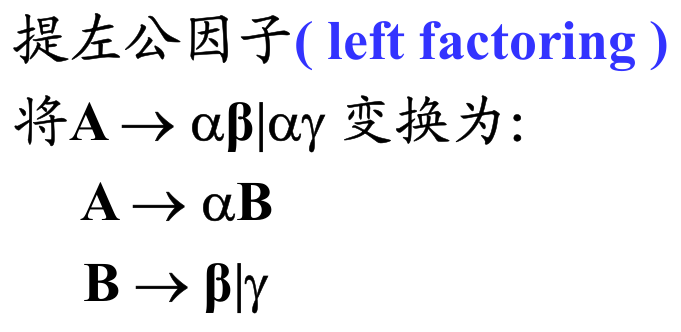 提左公因子( left factoring )
将A → αβ|αγ 变换为:
A → αB
B → β|γ